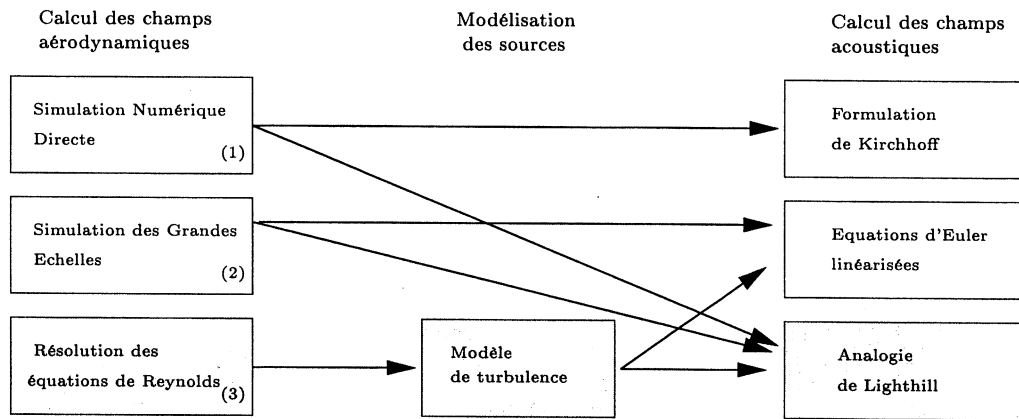 Calcul des champs
aérodynamiques
Modélisation
des sources
Calcul des champs
acoustiques
Simulation Numérique
Directe
(1)
Formulation
de Kirchhoff
Simulation des Grandes
Echelles
(2)
Equations d'Euler
linéarisées
Résolution des
équations de Reynolds
(3)
Modèle
de turbulence
Analogie
de Lighthill